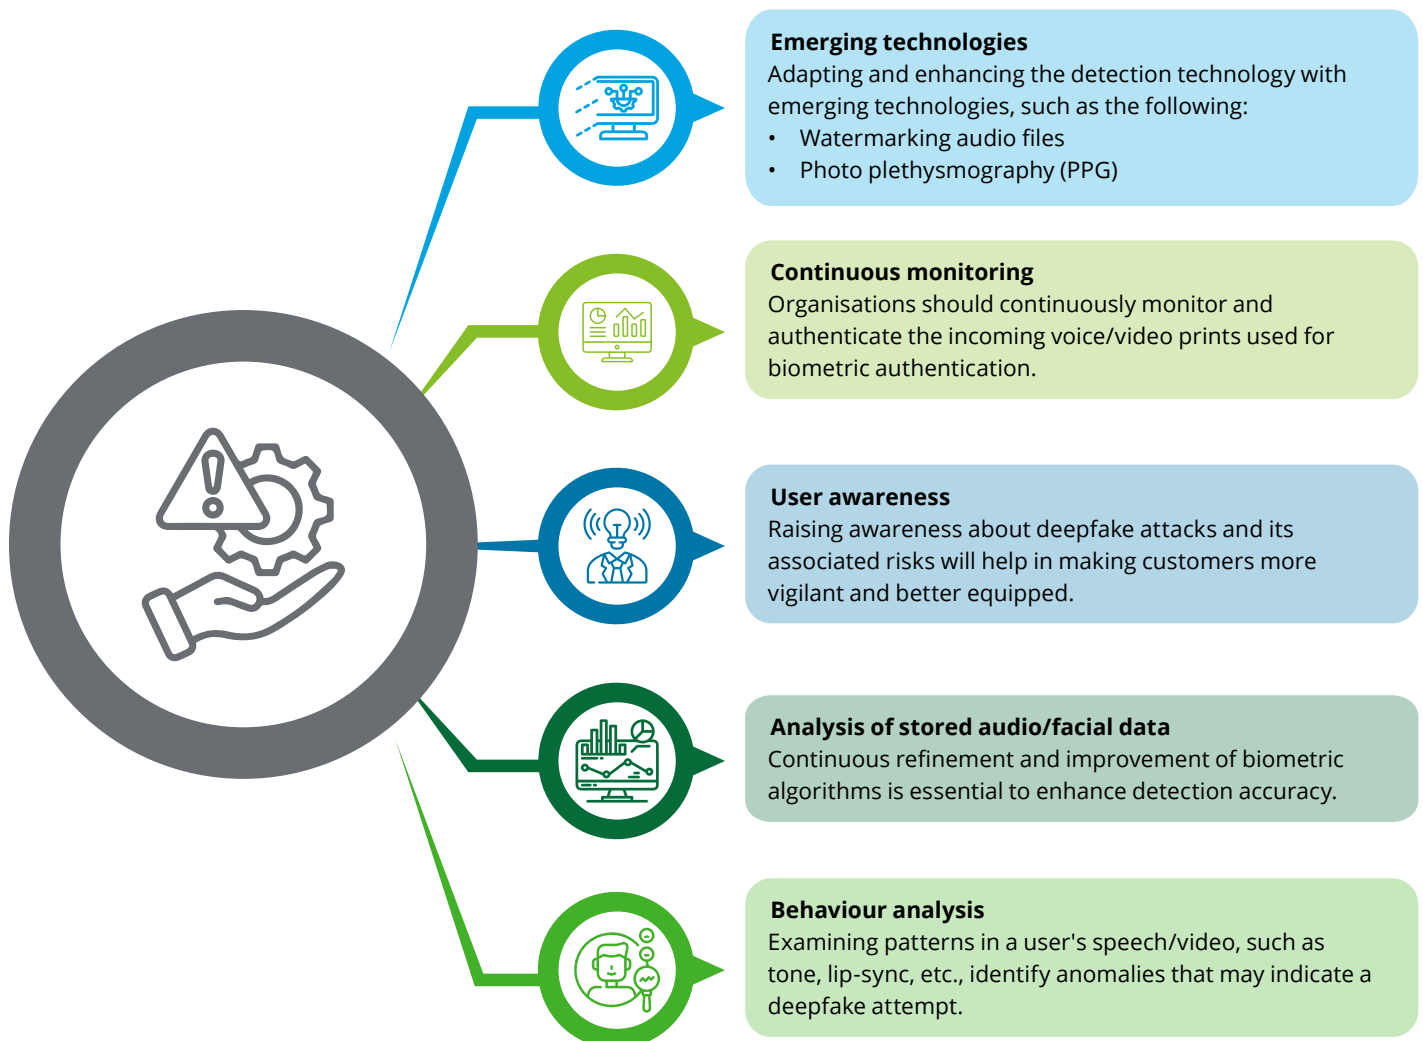 Emerging technologies
Adapting and enhancing the detection technology with
emerging technologies, such as the following:
• Watermarking audio files
• Photo plethysmography (PPG)
Continuous monitoring
Organisations should continuously monitor and
authenticate the incoming voice/video prints used for
biometric authentication.
User awareness
Raising awareness about deepfake attacks and its
associated risks will help in making customers more
vigilant and better equipped.
Analysis of stored audio/facial data
Continuous refinement and improvement of biometric
algorithms is essential to enhance detection accuracy.
Behaviour analysis
Examining patterns in a user's speech/video, such as
tone, lip-sync, etc., identify anomalies that may indicate a
deepfake attempt.